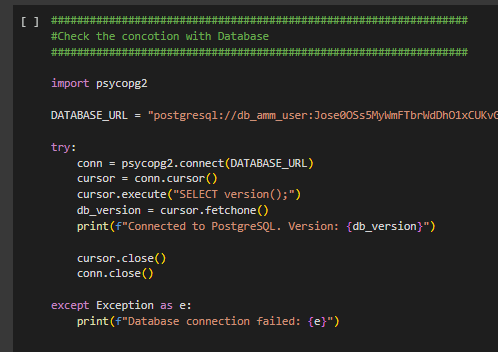 [ ] #################################################################
#Check the concotion with Database
#################################################################
import psycopg2
DATABASE_URL = "postgresql://db_amm_user:Jose0OSs5MyWmFTbrWdDhO1xCUKvG
try:
conn = psycopg2.connect(DATABASE_URL)
cursor = conn.cursor()
cursor.execute("SELECT version();")
db_version = cursor.fetchone()
print(f"Connected to PostgreSQL. Version: {db_version}")
cursor.close()
conn.close()
except Exception as e:
print(f"Database connection failed: {e}")